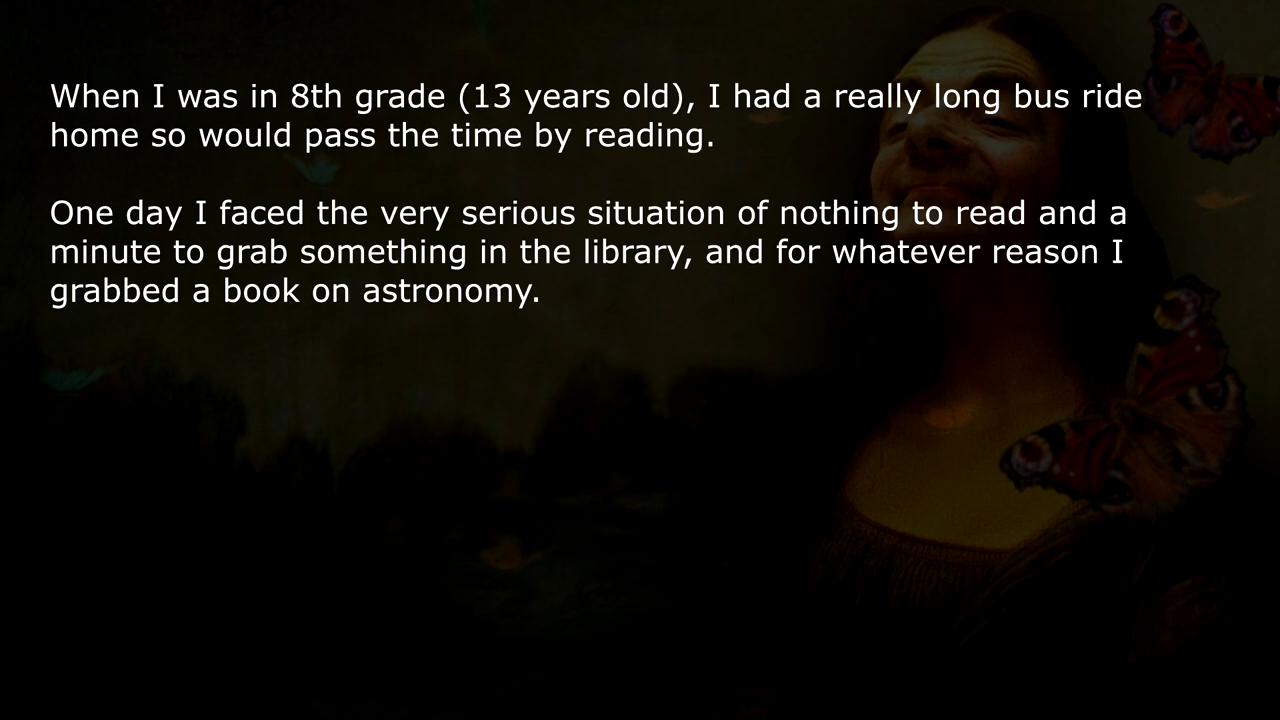 When I was in 8th grade (13 years old), I had a really long bus ride
home so would pass the time by reading.
One day I faced the very serious situation of nothing to read and a
minute to grab something in the library, and for whatever reason I
grabbed a book on astronomy.